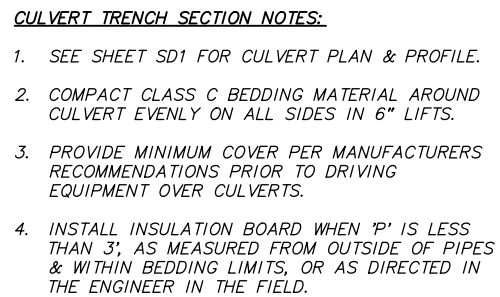 CULVERT TRENCH SECTION NOTES:
1. SEE SHEET SD1 FOR CULVERT PLAN & PROFILE.
2. COMPACT CLASS C BEDDING MATERIAL AROUND
CULVERT EVENLY ON ALL SIDES IN 6" LIFTS.
3. PROVIDE MINIMUM COVER PER MANUFACTURERS
RECOMMENDATIONS PRIOR TO DRIVING
EQUIPMENT OVER CULVERTS.
4. INSTALL INSULATION BOARD WHEN 'P' IS LESS
THAN 3', AS MEASURED FROM OUTSIDE OF PIPES
& WITHIN BEDDING LIMITS, OR AS DIRECTED IN
THE ENGINEER IN THE FIELD.